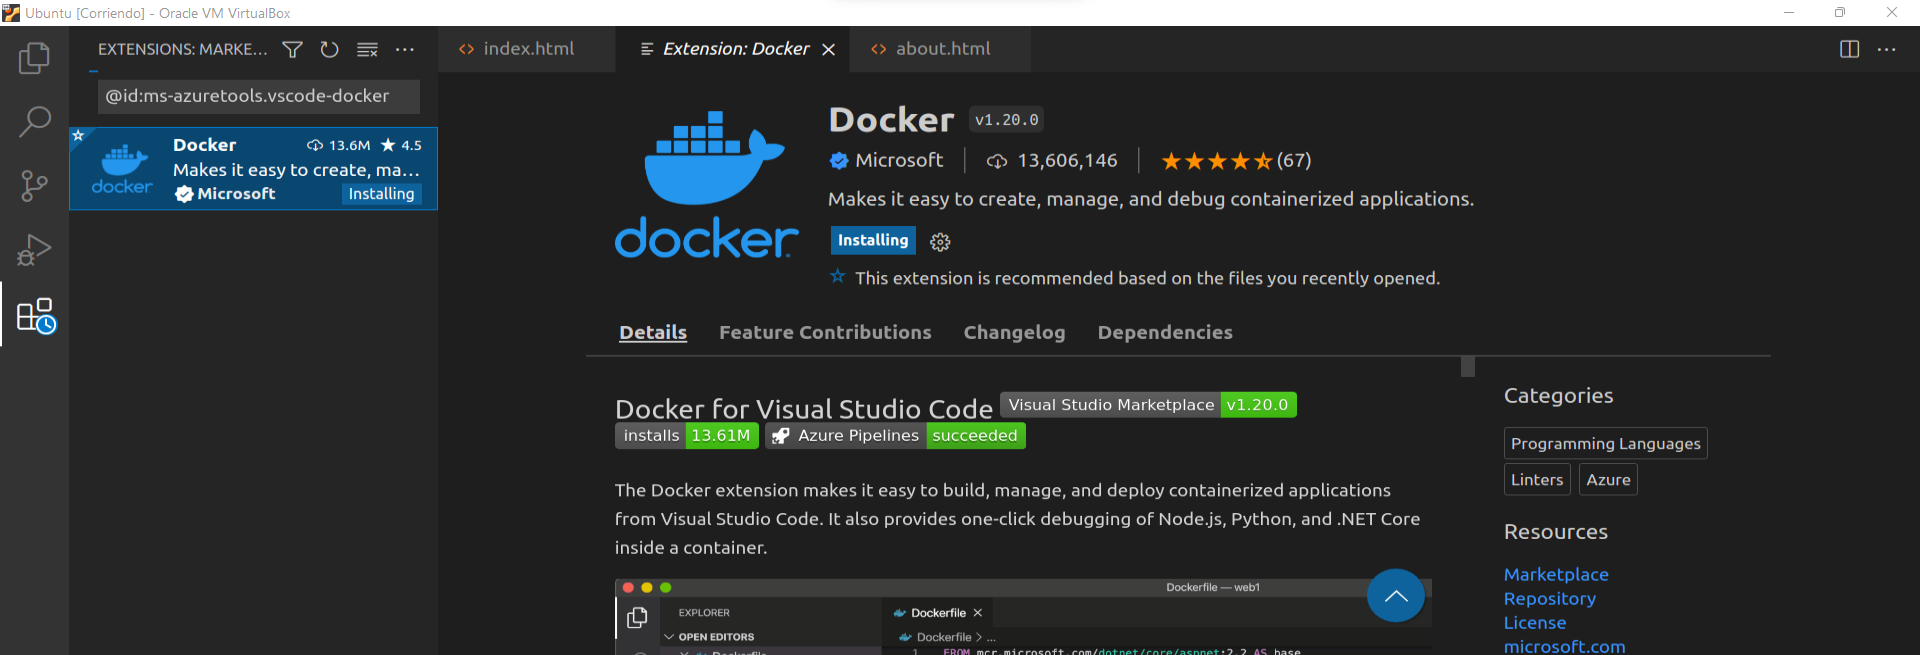 Ubuntu [Corriendo] - Oracle VM VirtualBox
EXTENSIONS: MARKE...
index.html
Extension: Docker
about.html
@id:ms-azuretools.vscode-docker
Docker
13.6M
4.5
Makes it easy to create, ma...
Microsoft
Installing
docker
docker
Docker
v1.20.0
Microsoft
13,606,146
(67)
Makes it easy to create, manage, and debug containerized applications.
Installing
This extension is recommended based on the files you recently opened.
Details
Feature Contributions
Changelog
Dependencies
Docker for Visual Studio Code
Visual Studio Marketplace
v1.20.0
installs
13.61M
Azure Pipelines
succeeded
The Docker extension makes it easy to build, manage, and deploy containerized applications
from Visual Studio Code. It also provides one-click debugging of Node.js, Python, and .NET Core
inside a container.
Dockerfile — web1
EXPLORER
Dockerfile
OPEN EDITORS
Dockerfile > ...
Dockerfile
1 FROM mcr.microsoft.com/dotnet/core/aspnet:2.2 AS base
Categories
Programming Languages
Linters
Azure
Resources
Marketplace
Repository
License
microsoft.com